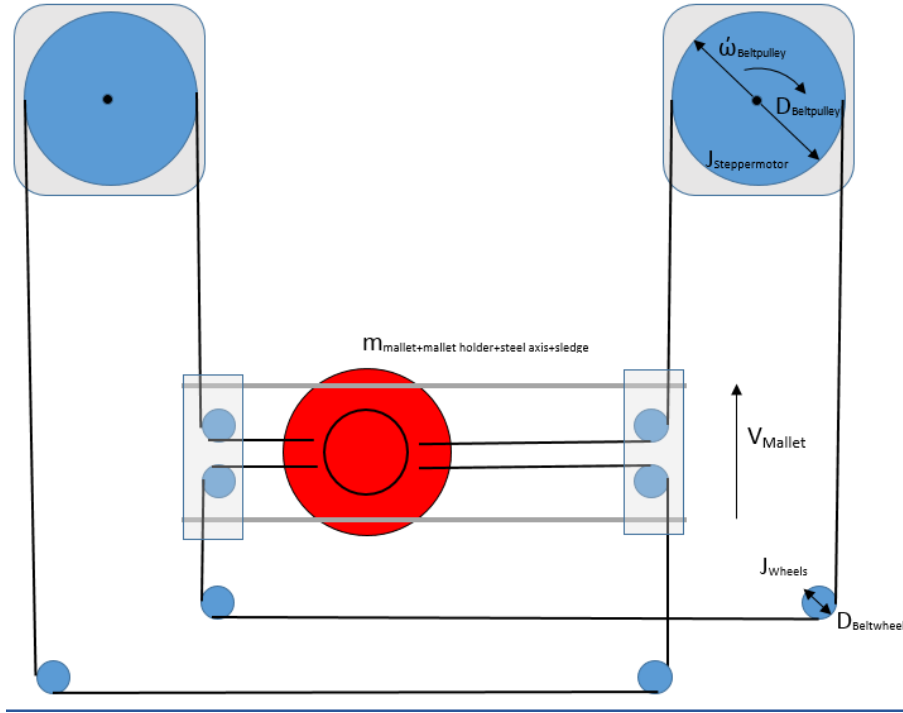 ώBeltpulley
DBeltpulley
JSteppermotor
mmallet+mallet holder+steel axis+sledge
VMallet
JWheels
DBeltwheel